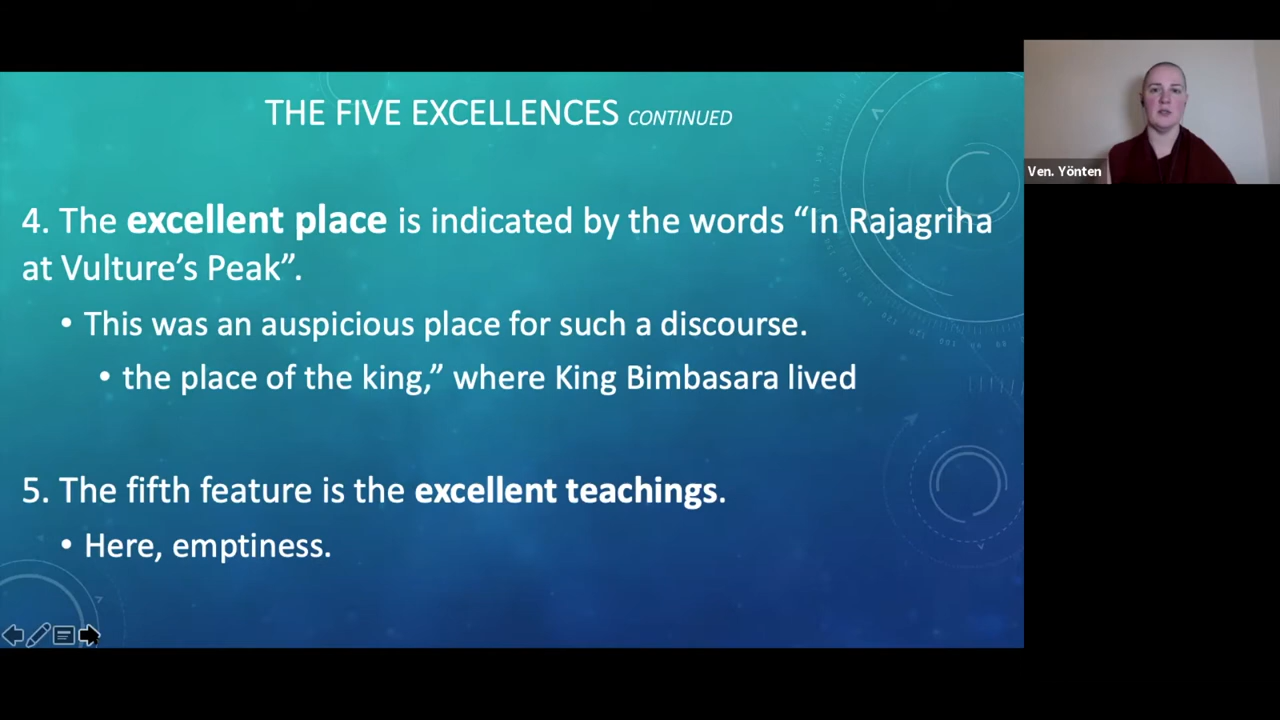 THE FIVE EXCELLENCES CONTINUED
4. The excellent place is indicated by the words “In Rajagriha
at Vulture’s Peak”.
• This was an auspicious place for such a discourse.
• the place of the king,” where King Bimbasara lived
5. The fifth feature is the excellent teachings.
• Here, emptiness.
Ven. Yönten